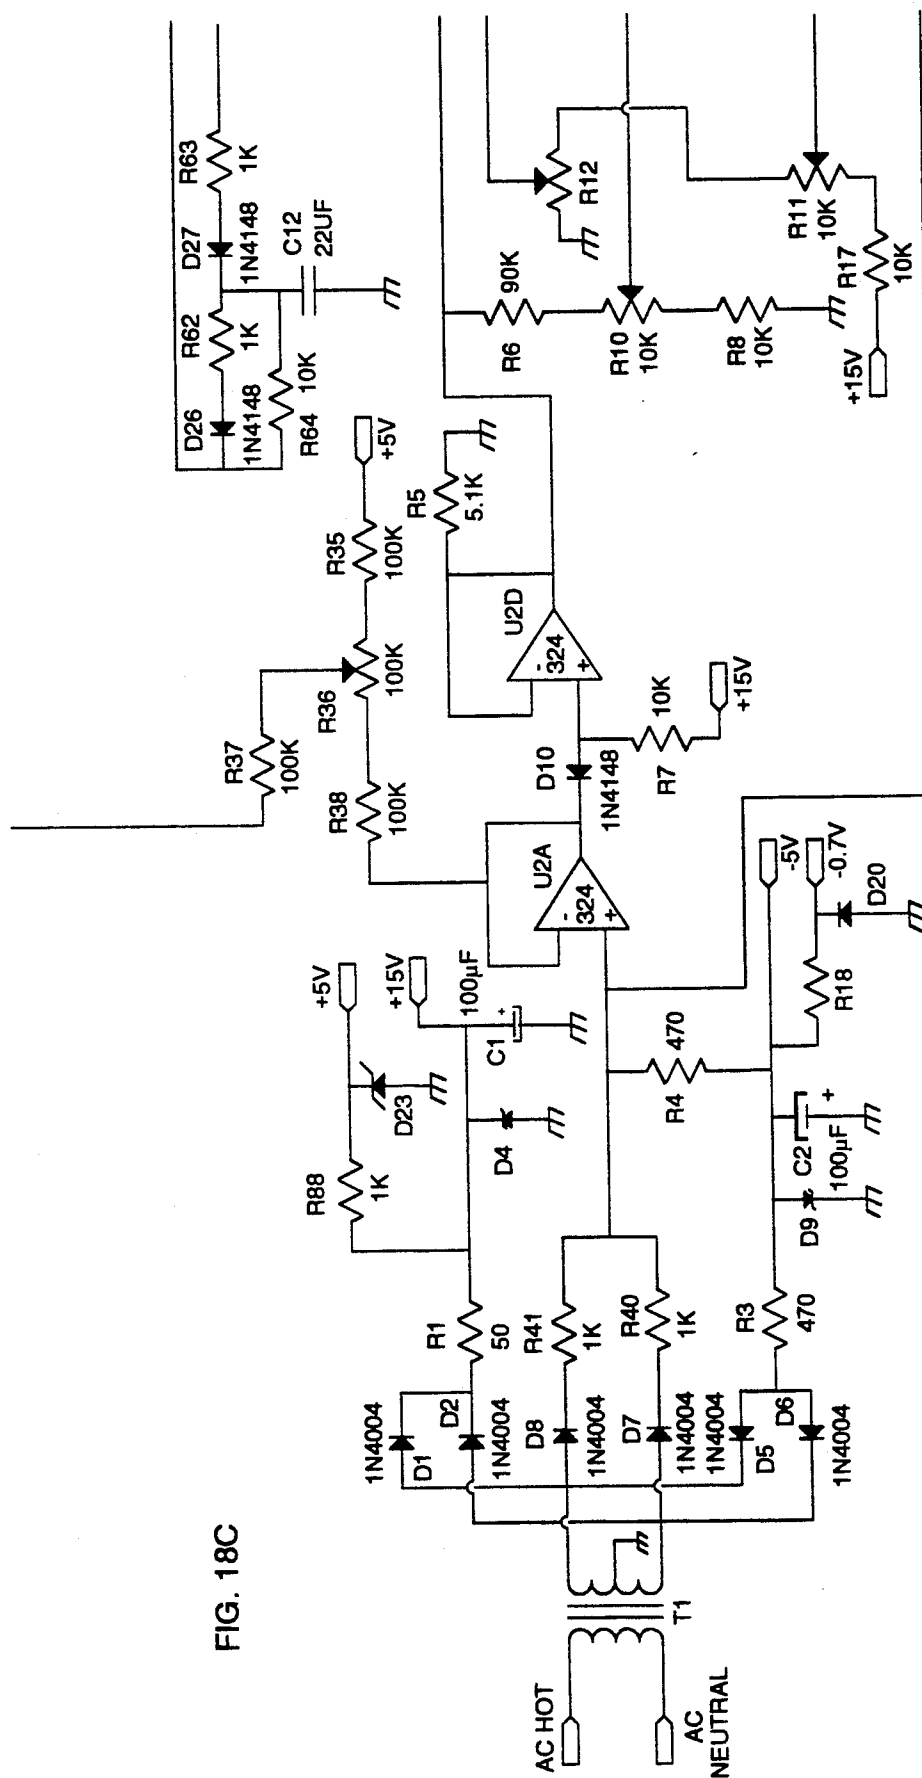 FIG. 18C
AC HOT
AC
NEUTRAL
T1
1N4004
D1
D2
1N4004
D8
1N4004
D7
1N4004
1N4004
D5
D6
1N4004
R1
50
R41
1K
R40
1K
R3
470
R88
1K
D23
+5V
+15V
D4
C1
+
100µF
R4
470
D9
C2
100µF
+
R18
D20
-5V
-0.7V
U2A
324
-
+
R38
100K
R37
100K
R36
100K
R35
100K
+5V
D10
1N4148
R7
10K
+15V
U2D
324
-
+
R5
5.1K
D26
1N4148
R62
1K
R64
10K
D27
1N4148
C12
22UF
R63
1K
R6
90K
R10
10K
R8
10K
R12
R11
10K
R17
10K
+15V